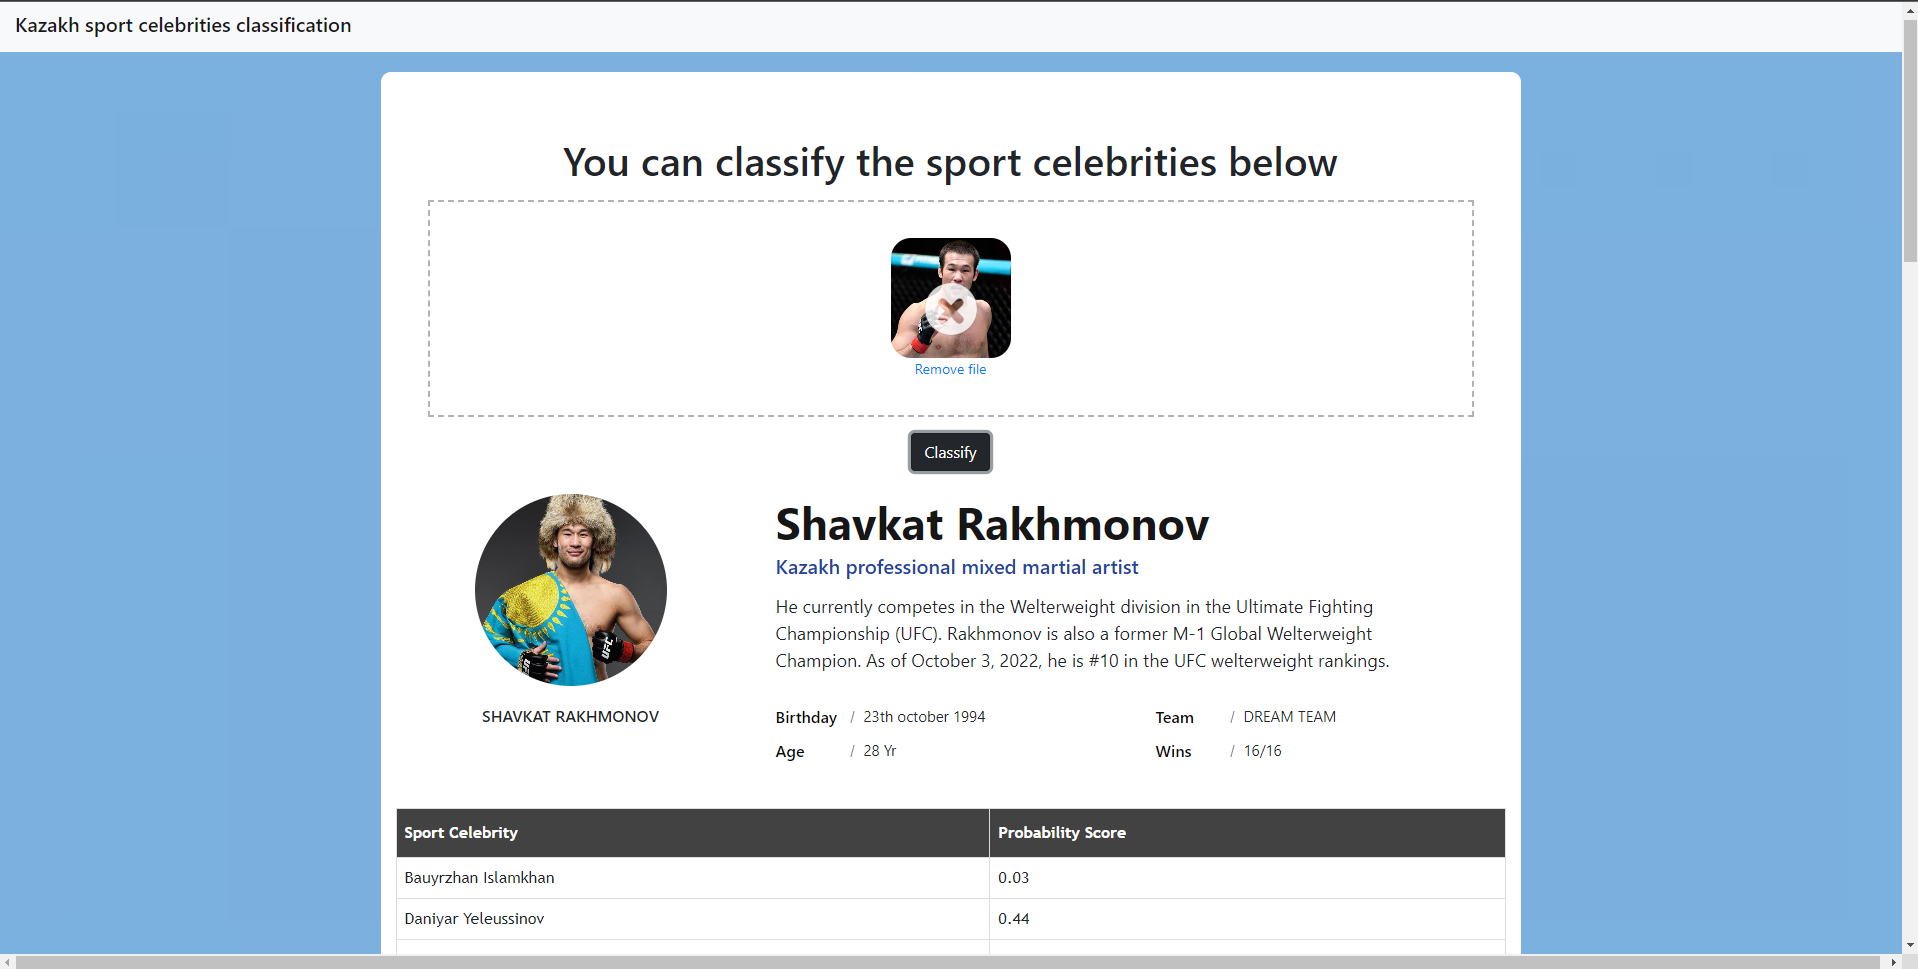 Kazakh sport celebrities classification
You can classify the sport celebrities below
Remove file
Classify
Shavkat Rakhmonov
Kazakh professional mixed martial artist
He currently competes in the Welterweight division in the Ultimate Fighting
Championship (UFC). Rakhmonov is also a former M-1 Global Welterweight
Champion. As of October 3, 2022, he is #10 in the UFC welterweight rankings.
UFC
SHAVKAT RAKHMONOV
Birthday / 23th october 1994
Team / DREAM TEAM
Age / 28 Yr
Wins / 16/16
Sport Celebrity Probability Score
Bauyrzhan Islamkhan 0.03
Daniyar Yeleussinov 0.44